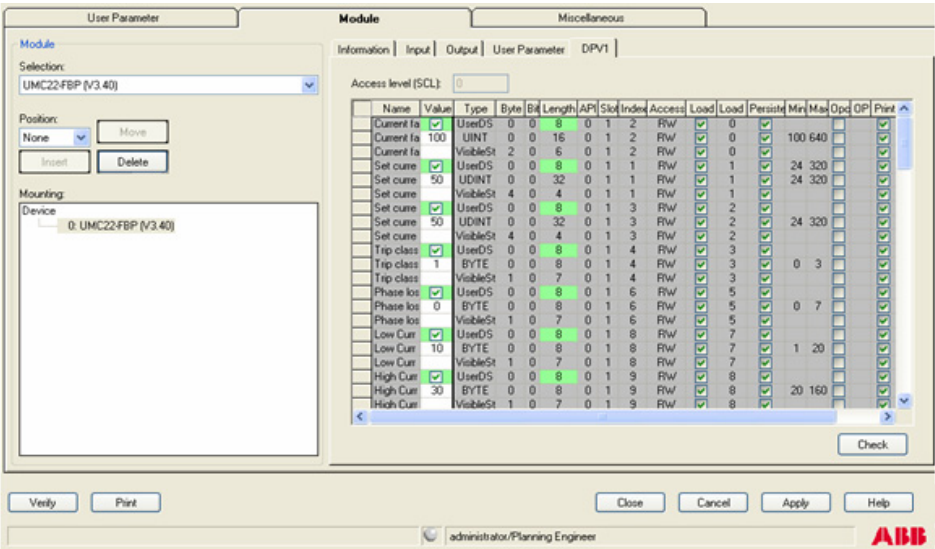 User Parameter Module Miscellaneous
Module
Selection:
UMC22-FBP (V3.40)
Position:
None Move
Insert Delete
Mounting:
Device
0: UMC22-FBP (V3.40)
Information Input Output User Parameter DPV1
Access level (SCL): 0
Name Value Type Byte Bit Length API Slot Index Access Load Load Persiste Min Max Opc OP Print
Current fa UserDS 0 0 8 0 1 2 RW 0
Current fa 100 UINT 0 0 16 0 1 2 RW 0 100 640
Current fa VisibleSt 2 0 6 0 1 2 RW 0
Set curre UserDS 0 0 8 0 1 1 RW 1 24 320
Set curre 50 UDINT 0 0 32 0 1 1 RW 1 24 320
Set curre VisibleSt 4 0 4 0 1 1 RW 1
Set curre UserDS 0 0 8 0 1 3 RW 2
Set curre 50 UDINT 0 0 32 0 1 3 RW 2 24 320
Set curre VisibleSt 4 0 4 0 1 3 RW 2
Trip class UserDS 0 0 8 0 1 4 RW 3
Trip class 1 BYTE 0 0 8 0 1 4 RW 3 0 3
Trip class VisibleSt 1 0 7 0 1 4 RW 3
Phase los UserDS 0 0 8 0 1 6 RW 5
Phase los 0 BYTE 0 0 8 0 1 6 RW 5 0 7
Phase los VisibleSt 1 0 7 0 1 6 RW 5
Low Curr UserDS 0 0 8 0 1 8 RW 7
Low Curr 10 BYTE 0 0 8 0 1 8 RW 7 1 20
Low Curr VisibleSt 1 0 7 0 1 8 RW 7
High Curr UserDS 0 0 8 0 1 9 RW 8
High Curr 30 BYTE 0 0 8 0 1 9 RW 8 20 160
High Curr VisibleSt 1 0 7 0 1 9 RW 8
Check
Verify Print Close Cancel Apply Help
administrator/Planning Engineer
ABB